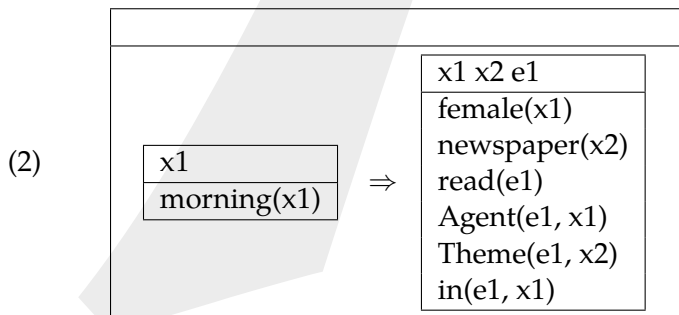 x1 x2 e1
female(x1)
newspaper(x2)
(2)
x1
⇒
read(e1)
morning(x1)
Agent(e1, x1)
Theme(e1, x2)
in(e1, x1)